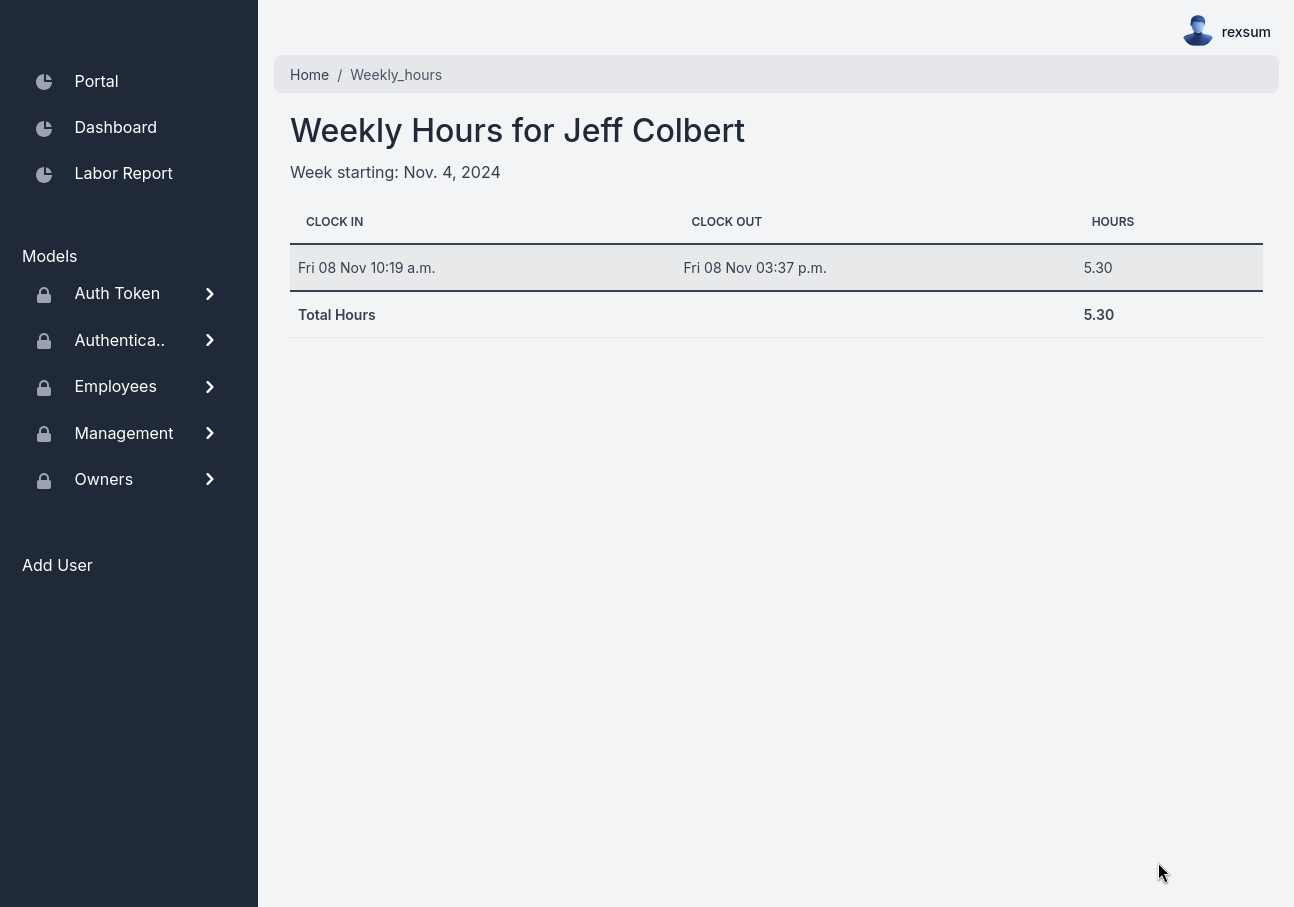 rexsum
Home / Weekly_hours
Portal
Dashboard
Labor Report
Models
Auth Token
Authentica..
Employees
Management
Owners
Add User
Weekly Hours for Jeff Colbert
Week starting: Nov. 4, 2024
CLOCK IN CLOCK OUT HOURS
Fri 08 Nov 10:19 a.m. Fri 08 Nov 03:37 p.m. 5.30
Total Hours 5.30